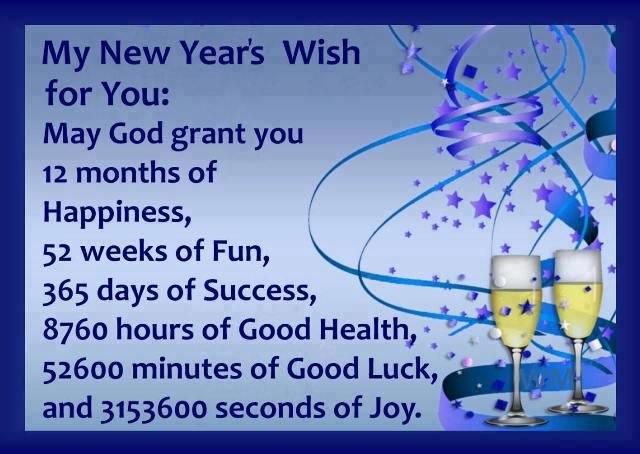 My New Year's Wish
for You:
May God grant you
12 months of
Happiness,
52 weeks of Fun,
365 days of Success,
8760 hours of Good Health,
52600 minutes of Good Luck,
and 3153600 seconds of Joy.